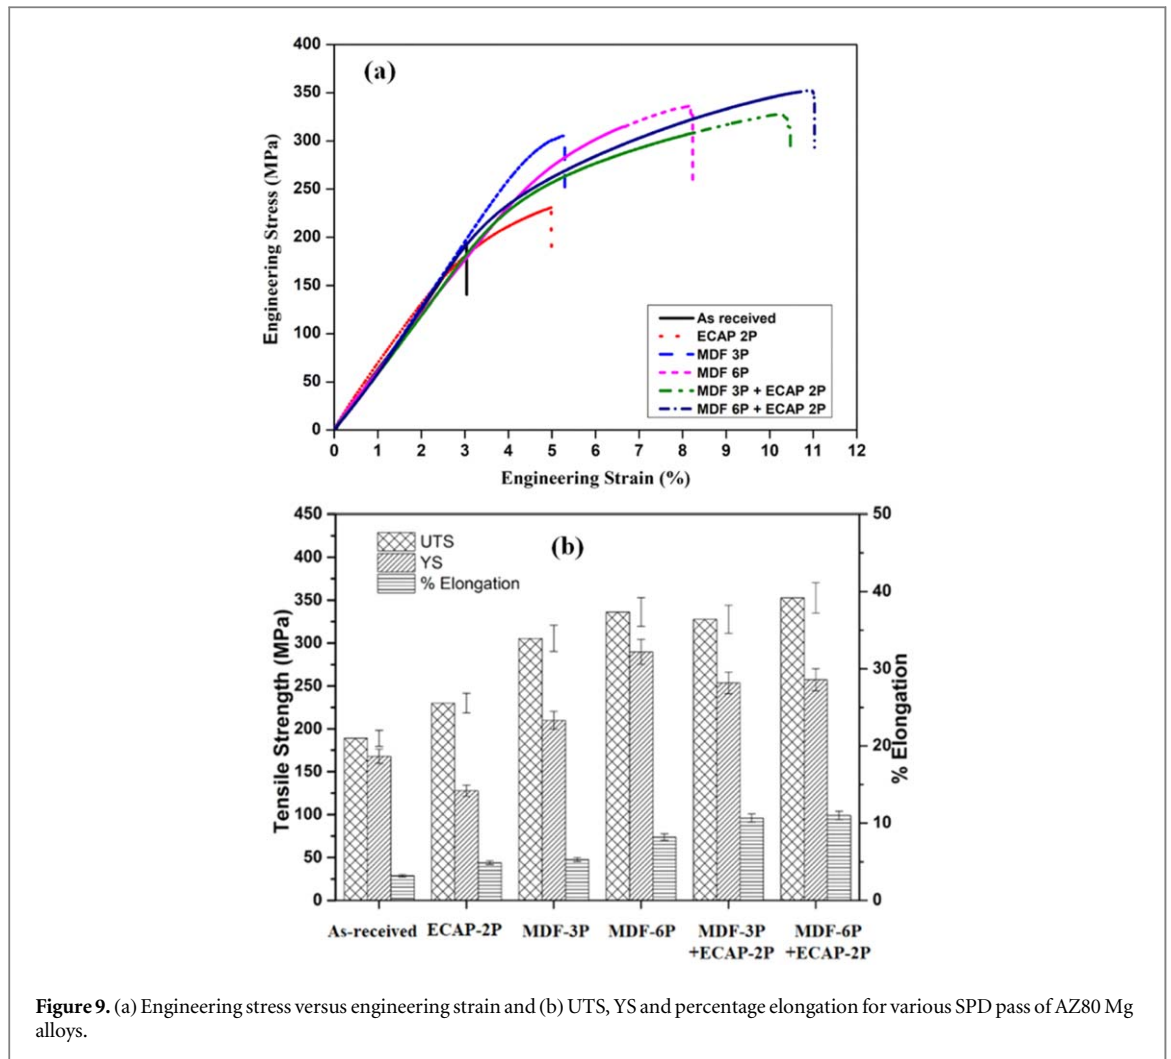 400
350
300
250
200
150
100
50
0
Engineering Stress (MPa)
(a)
As received
ECAP 2P
MDF 3P
MDF 6P
MDF 3P + ECAP 2P
MDF 6P + ECAP 2P
0 1 2 3 4 5 6 7 8 9 10 11 12
Engineering Strain (%)
450
400
350
300
250
200
150
100
50
0
Tensile Strength (MPa)
UTS
YS
% Elongation
(b)
50
40
30
20
10
0
% Elongation
As-received ECAP-2P MDF-3P MDF-6P MDF-3P MDF-6P
+ECAP-2P +ECAP-2P
Figure 9. (a) Engineering stress versus engineering strain and (b) UTS, YS and percentage elongation for various SPD pass of AZ80 Mg
alloys.